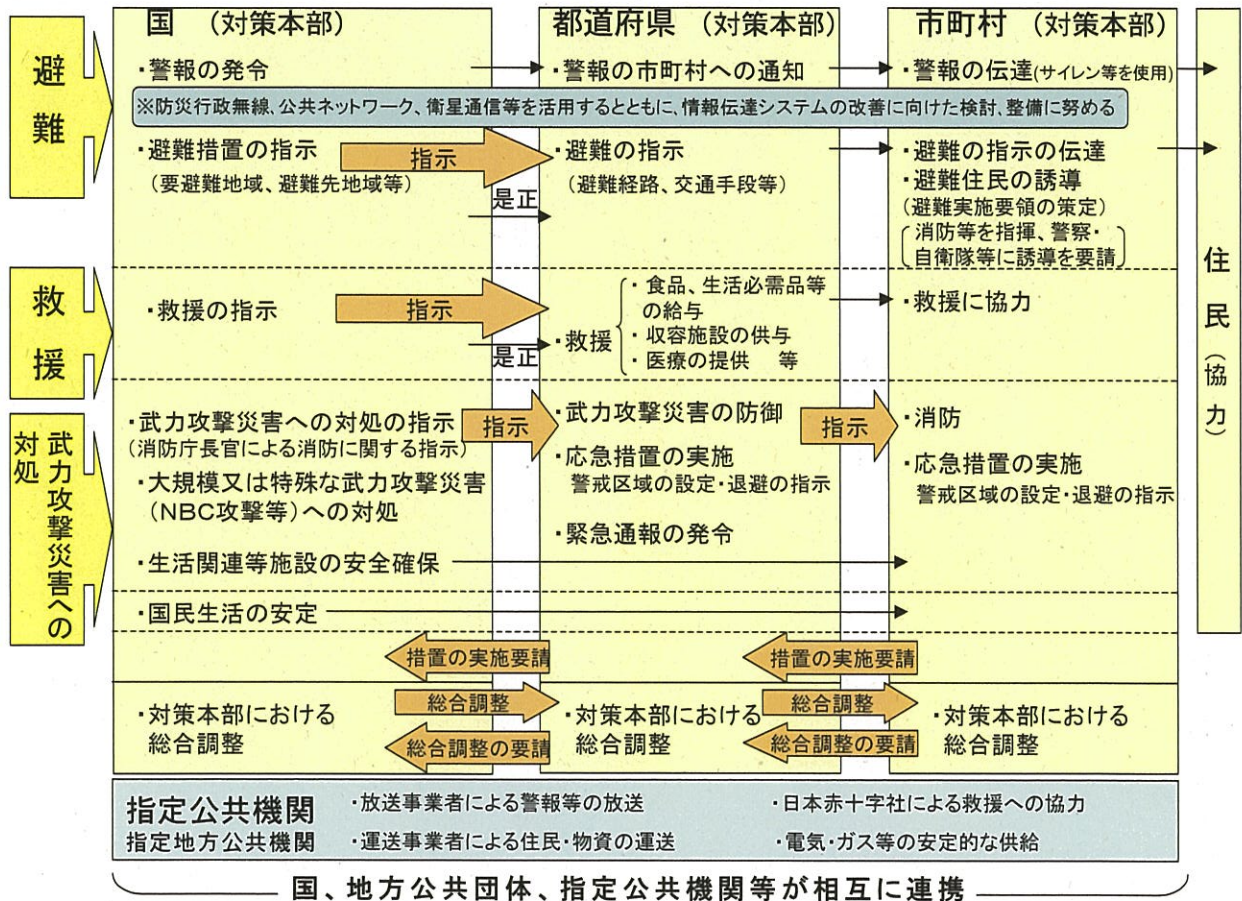 国 (対策本部)
都道府県 (対策本部)
市町村 (対策本部)
避難
・警報の発令
・警報の市町村への通知
・警報の伝達(サイレン等を使用)
※防災行政無線、公共ネットワーク、衛星通信等を活用するとともに、情報伝達システムの改善に向けた検討、整備に努める
・避難措置の指示
(要避難地域、避難先地域等)
指示
是正
・避難の指示
(避難経路、交通手段等)
・避難の指示の伝達
・避難住民の誘導
(避難実施要領の策定)
消防等を指揮、警察・
自衛隊等に誘導を要請
住民(協力)
救援
・救援の指示
指示
是正
・救援
・食品、生活必需品等
の給与
・収容施設の供与
・医療の提供 等
・救援に協力
武力攻撃災害への
対処
・武力攻撃災害への対処の指示
(消防庁長官による消防に関する指示)
・大規模又は特殊な武力攻撃災害
(NBC攻撃等)への対処
・生活関連等施設の安全確保
・国民生活の安定
指示
・武力攻撃災害の防御
・応急措置の実施
警戒区域の設定・退避の指示
・緊急通報の発令
指示
・消防
・応急措置の実施
警戒区域の設定・退避の指示
措置の実施要請
措置の実施要請
・対策本部における
総合調整
総合調整
総合調整の要請
・対策本部における
総合調整
総合調整
総合調整の要請
・対策本部における
総合調整
指定公共機関
指定地方公共機関
・放送事業者による警報等の放送
・日本赤十字社による救援への協力
・運送事業者による住民・物資の運送
・電気・ガス等の安定的な供給
国、地方公共団体、指定公共機関等が相互に連携